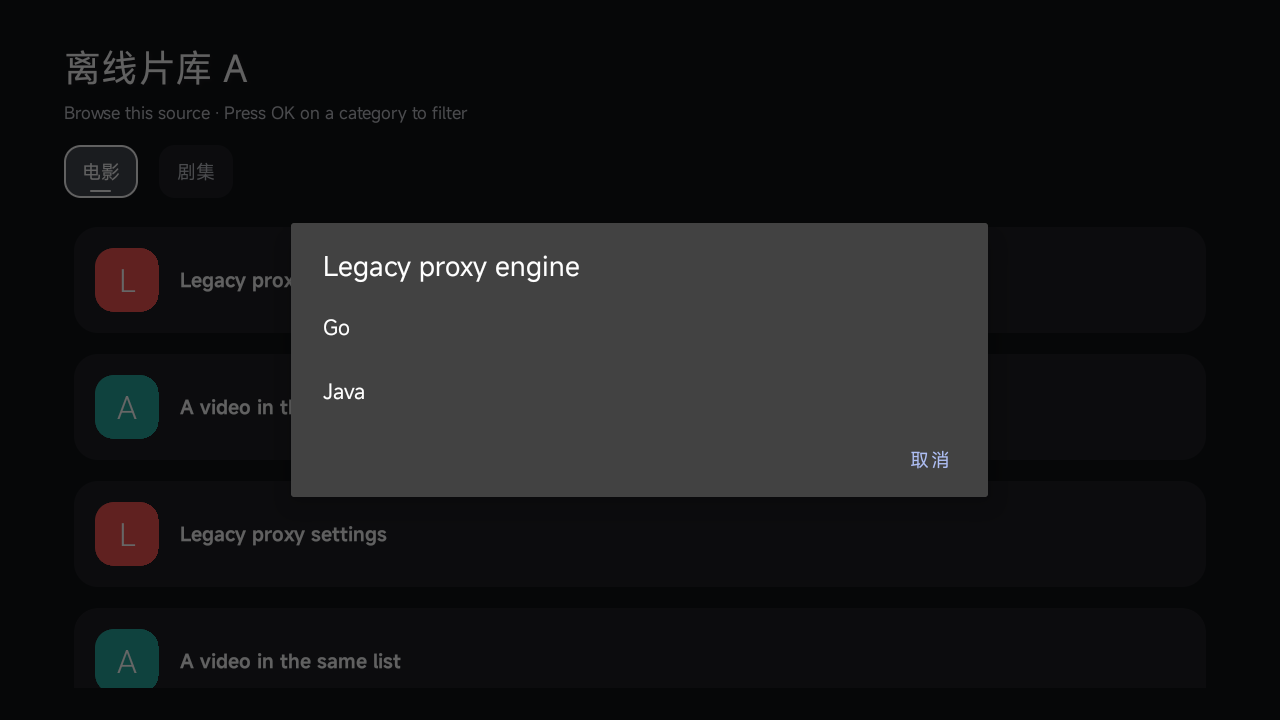 离线片库 A
Browse this source · Press OK on a category to filter
电影
剧集
L
Legacy prox
A
A video in th
Legacy proxy engine
Go
Java
取消
L
Legacy proxy settings
A
A video in the same list